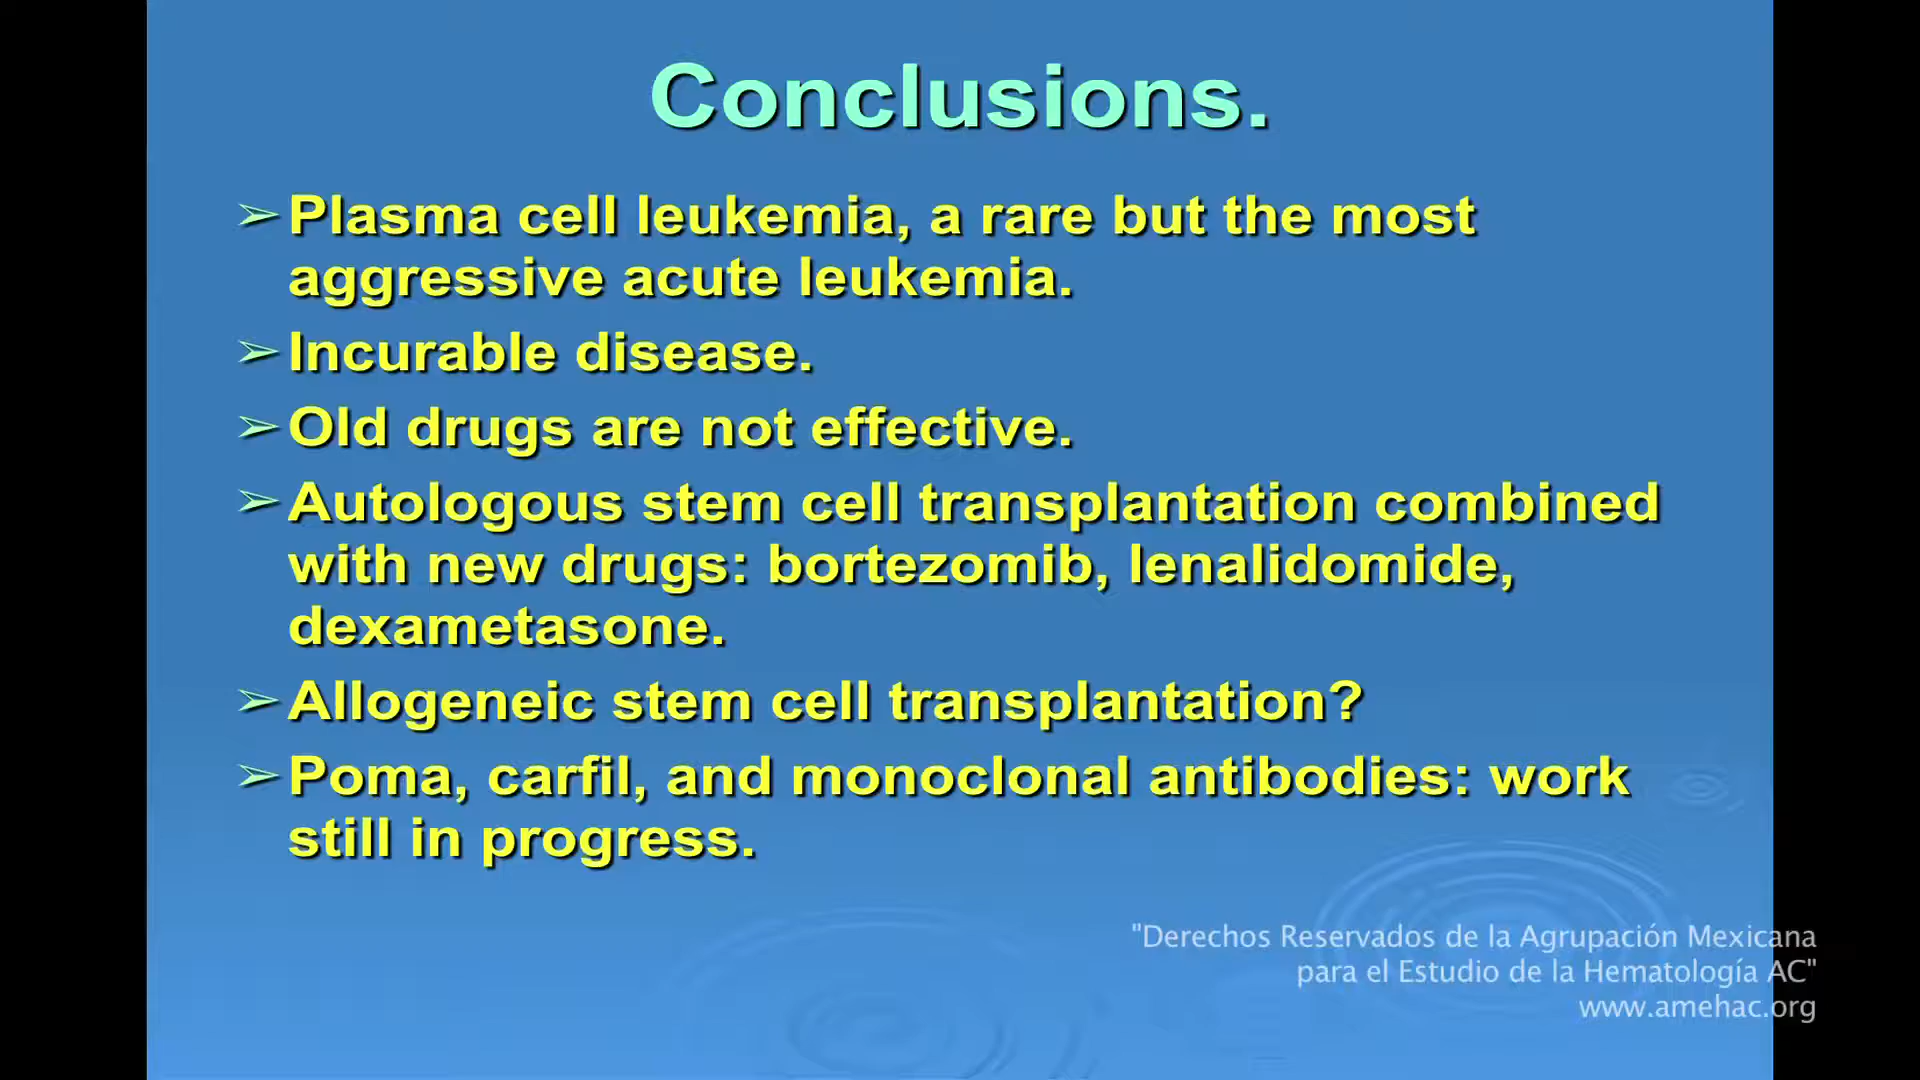 Conclusions.
➢ Plasma cell leukemia, a rare but the most
aggressive acute leukemia.
➢ Incurable disease.
➢ Old drugs are not effective.
➢ Autologous stem cell transplantation combined
with new drugs: bortezomib, lenalidomide,
dexametasone.
➢ Allogeneic stem cell transplantation?
➢ Poma, carfil, and monoclonal antibodies: work
still in progress.
"Derechos Reservados de la Agrupación Mexicana
para el Estudio de la Hematología AC"
www.amehac.org